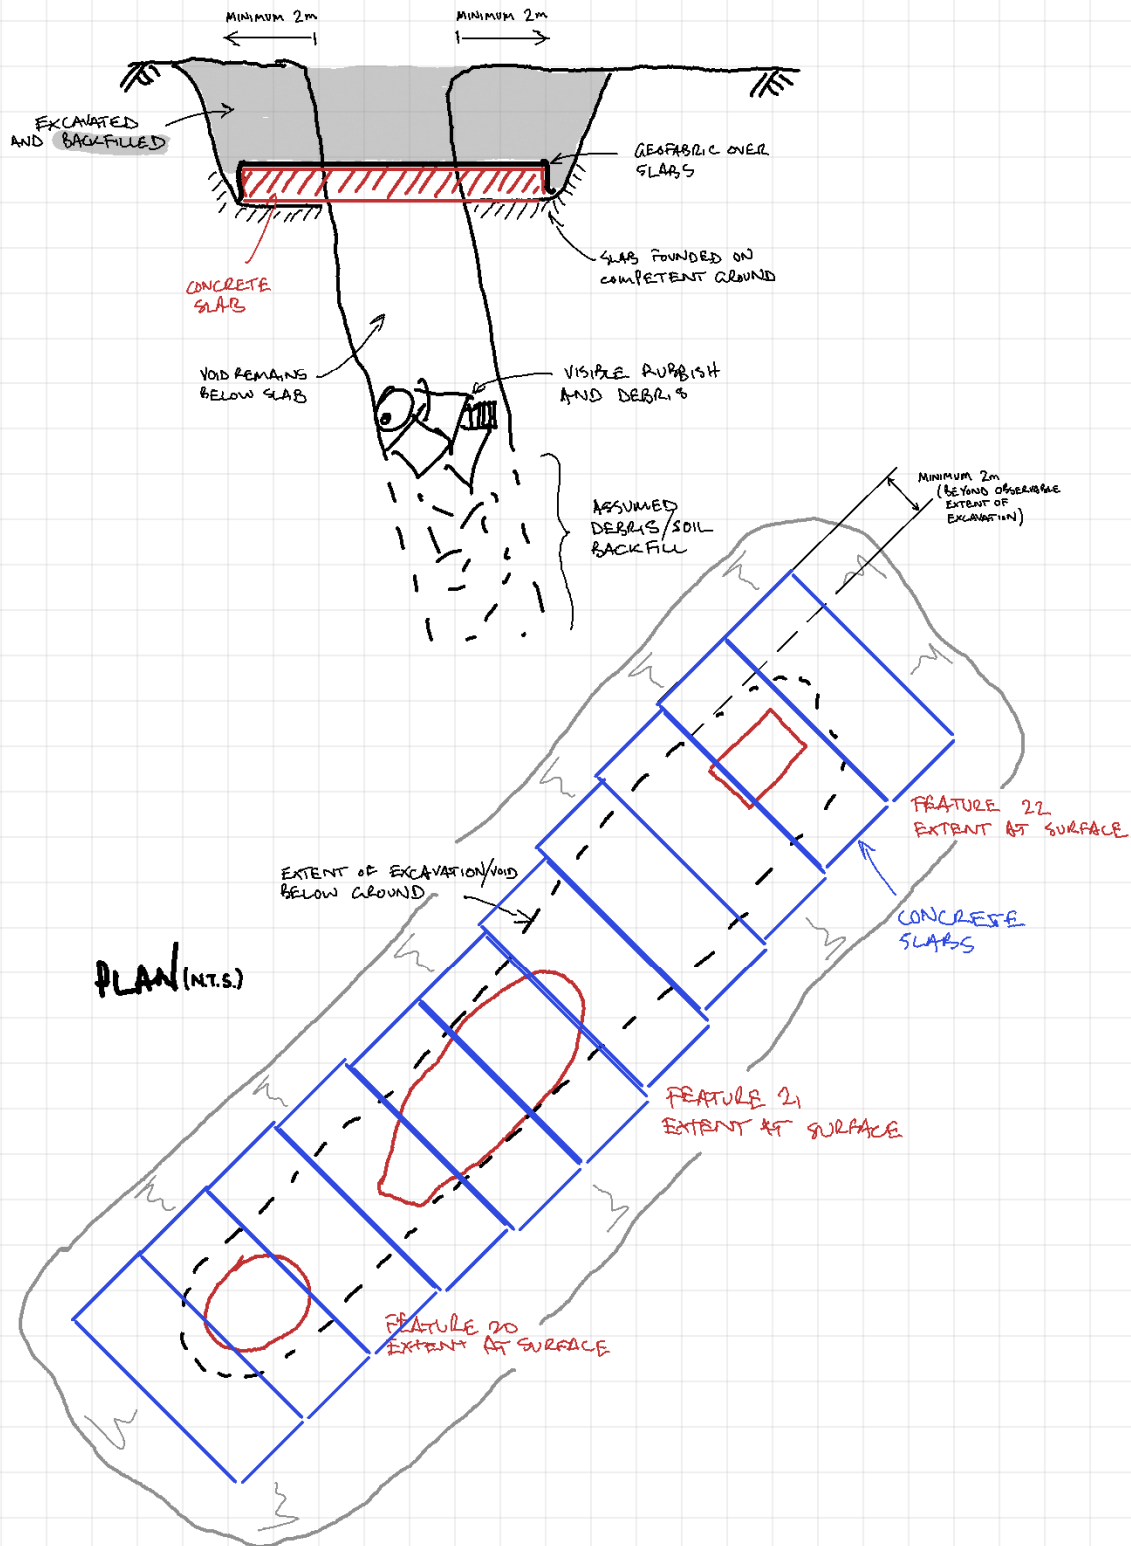 MINIMUM 2m
MINIMUM 2m
EXCAVATED
AND BACKFILLED
GEOFABRIC OVER
SLABS
SLAB FOUNDED ON
COMPETENT GROUND
CONCRETE
SLAB
VOID REMAINS
BELOW SLAB
VISIBLE RUBBISH
AND DEBRIS
ASSUMED
DEBRIS/SOIL
BACKFILL
MINIMUM 2m
(BEYOND OBSERVABLE
EXTENT OF
EXCAVATION)
FEATURE 22
EXTENT AT SURFACE
EXTENT OF EXCAVATION/VOID
BELOW GROUND
CONCRETE
SLABS
PLAN (N.T.S.)
FEATURE 21
EXTENT AT SURFACE
FEATURE 20
EXTENT AT SURFACE